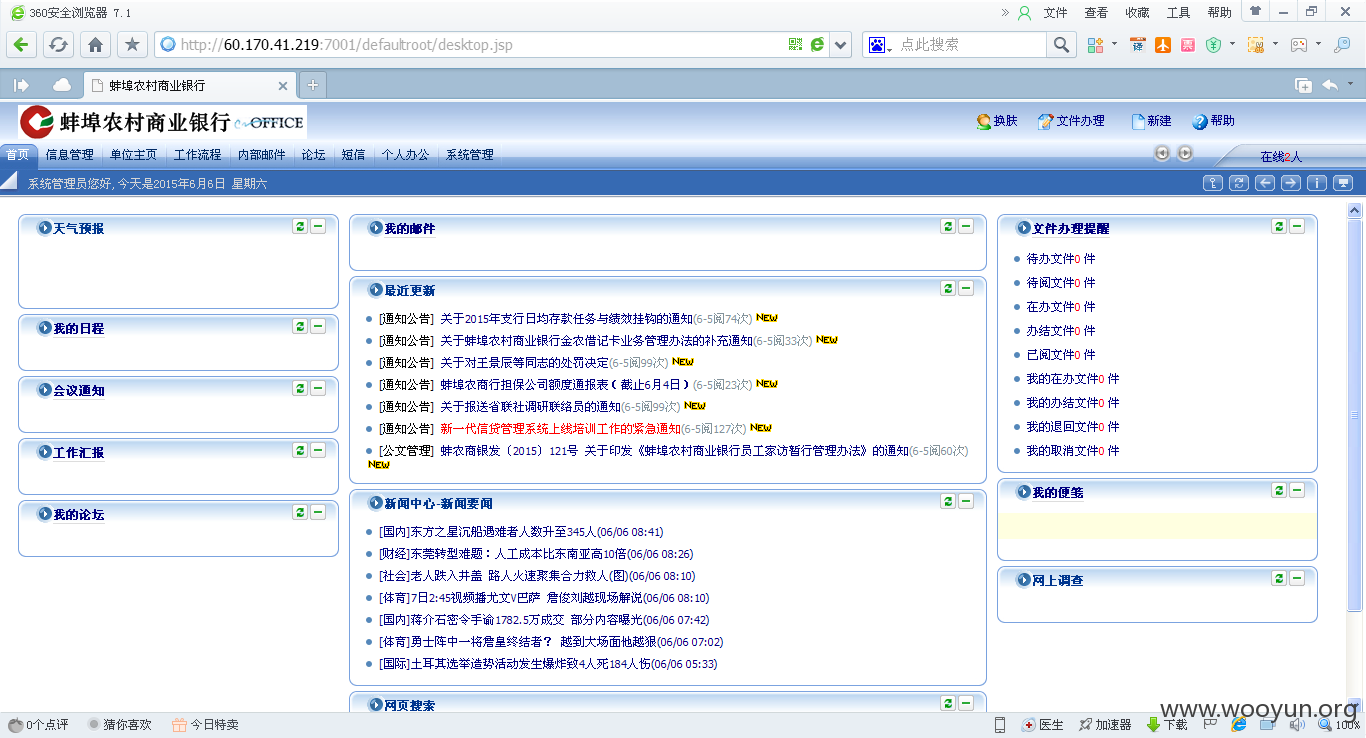 360安全浏览器 7.1
» 文件 查看 收藏 工具 帮助
http://60.170.41.219:7001/defaultroot/desktop.jsp 点此搜索
蚌埠农村商业银行
蚌埠农村商业银行 OFFICE
换肤 文件办理 新建 帮助
首页 信息管理 单位主页 工作流程 内部邮件 论坛 短信 个人办公 系统管理
在线2人
系统管理员您好,今天是2015年6月6日 星期六
天气预报
我的日程
会议通知
工作汇报
我的论坛
我的邮件
最近更新
[通知公告] 关于2015年支行日均存款任务与绩效挂钩的通知(6-5阅74次) NEW
[通知公告] 关于蚌埠农村商业银行金农借记卡业务管理办法的补充通知(6-5阅33次) NEW
[通知公告] 关于对王景辰等同志的处罚决定(6-5阅99次) NEW
[通知公告] 蚌埠农商行担保公司额度通报表(截止6月4日)(6-5阅23次) NEW
[通知公告] 关于报送省联社调研联络员的通知(6-5阅99次) NEW
[通知公告] 新一代信贷管理系统上线培训工作的紧急通知(6-5阅127次) NEW
[公文管理] 蚌农商银发〔2015〕121号 关于印发《蚌埠农村商业银行员工家访暂行管理办法》的通知(6-5阅60次)
NEW
新闻中心-新闻要闻
[国内]东方之星沉船遇难者人数升至345人(06/06 08:41)
[财经]东莞转型难题：人工成本比东南亚高10倍(06/06 08:26)
[社会]老人跌入井盖 路人火速聚集合力救人(图)(06/06 08:10)
[体育]7日2:45视频播尤文V巴萨 詹俊刘越现场解说(06/06 08:10)
[国内]蒋介石密令手谕1782.5万成交 部分内容曝光(06/06 07:42)
[体育]勇士阵中一将詹皇终结者？ 越到大场面他越狠(06/06 07:02)
[国际]土耳其选举造势活动发生爆炸致4人死184人伤(06/06 05:33)
网页搜索
文件办理提醒
待办文件0 件
待阅文件0 件
在办文件0 件
办结文件0 件
已阅文件0 件
我的在办文件0 件
我的办结文件0 件
我的退回文件0 件
我的取消文件0 件
我的便笺
网上调查
www.wooyun.org
0个点评 猜你喜欢 今日特卖 医生 加速器 下载 100%